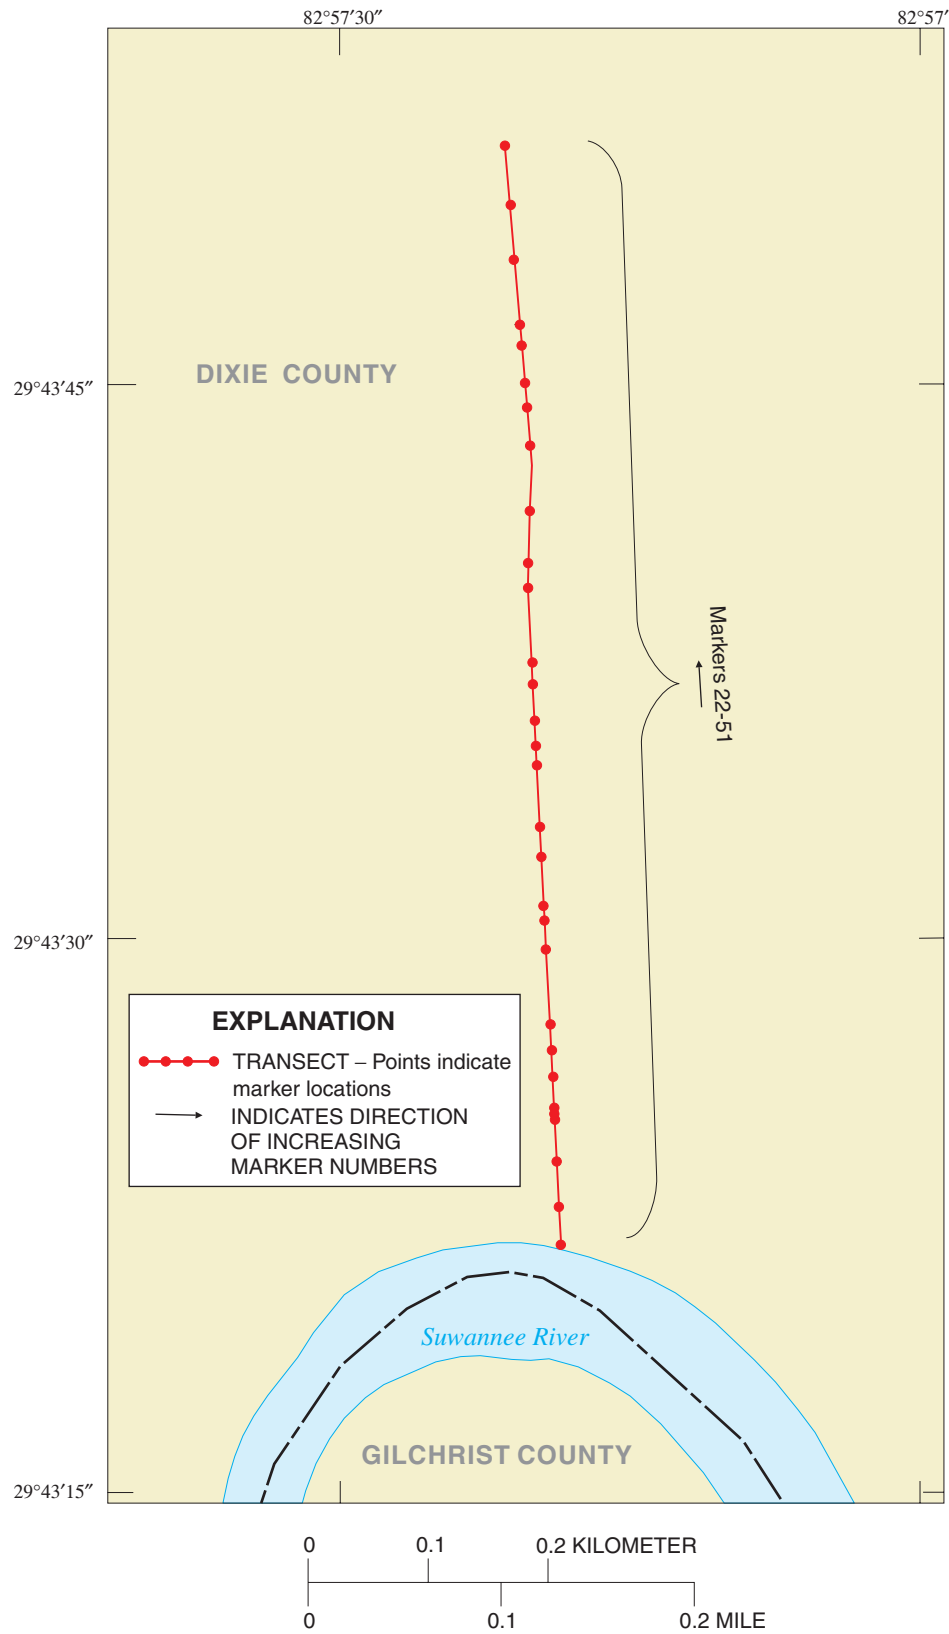 82°57′30″
82°57′
DIXIE COUNTY
29°43′45″
Markers 22-51
29°43′30″
EXPLANATION
TRANSECT – Points indicate
marker locations
INDICATES DIRECTION
OF INCREASING
MARKER NUMBERS
Suwannee River
GILCHRIST COUNTY
29°43′15″
0 0.1 0.2 KILOMETER
0 0.1 0.2 MILE